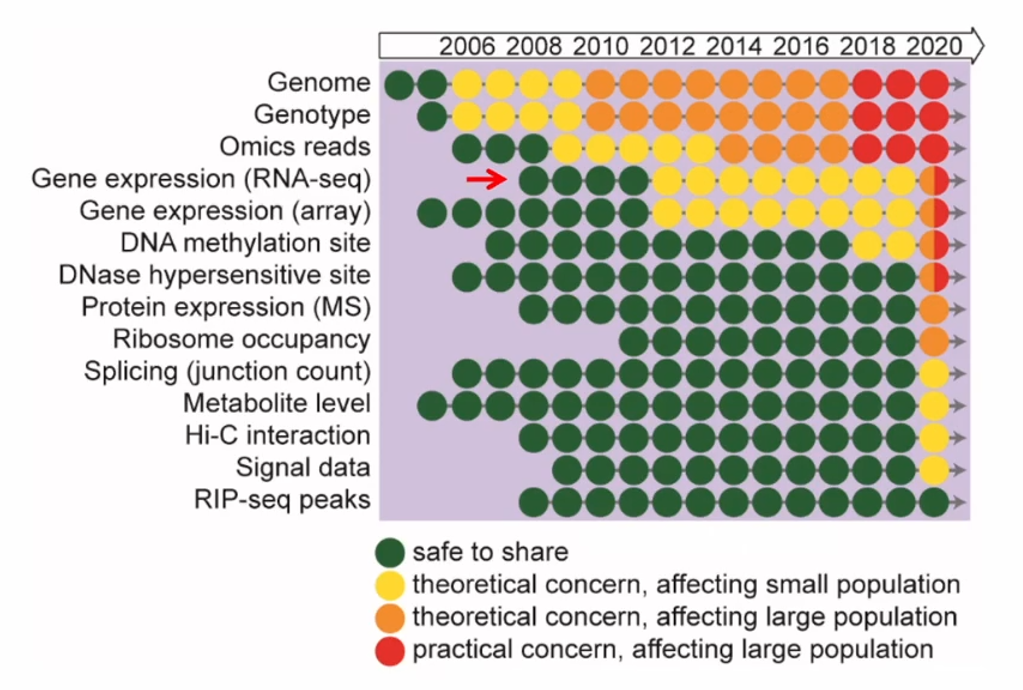 2006 2008 2010 2012 2014 2016 2018 2020
Genome
Genotype
Omics reads
Gene expression (RNA-seq)
Gene expression (array)
DNA methylation site
DNase hypersensitive site
Protein expression (MS)
Ribosome occupancy
Splicing (junction count)
Metabolite level
Hi-C interaction
Signal data
RIP-seq peaks
safe to share
theoretical concern, affecting small population
theoretical concern, affecting large population
practical concern, affecting large population